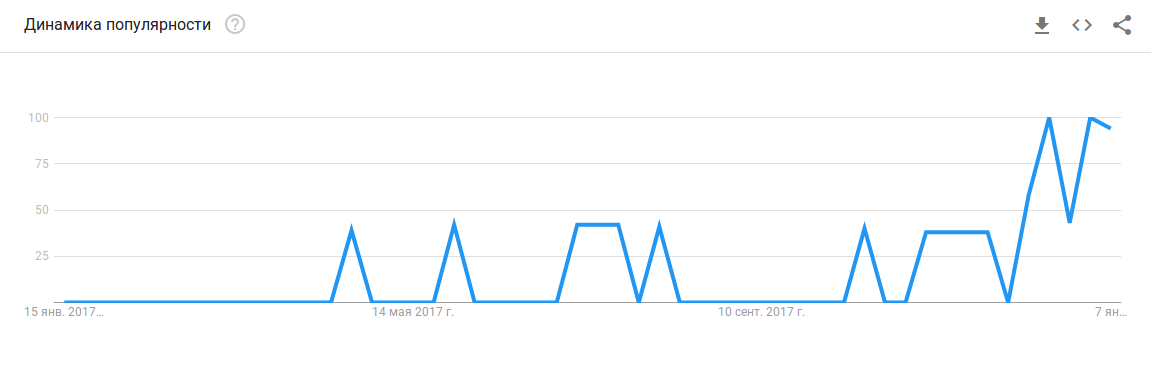 Динамика популярности
100
75
50
25
15 янв. 2017…
14 мая 2017 г.
10 сент. 2017 г.
7 ян…